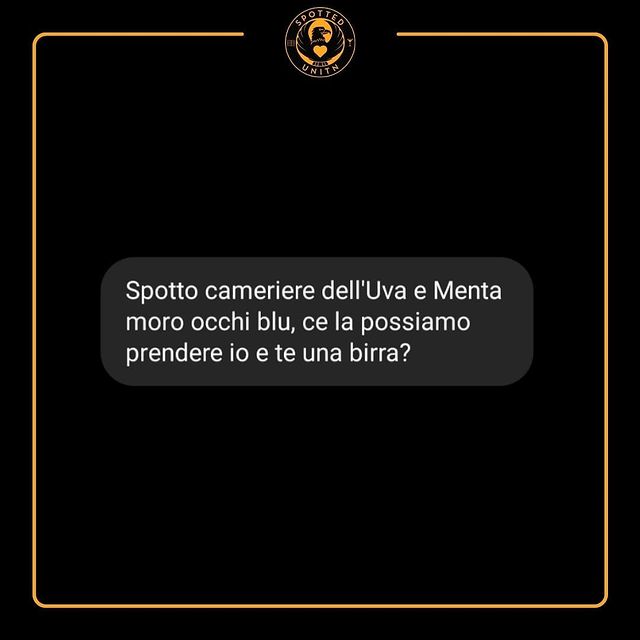 SPOTTED
UNITN
Spotto cameriere dell'Uva e Menta
moro occhi blu, ce la possiamo
prendere io e te una birra?